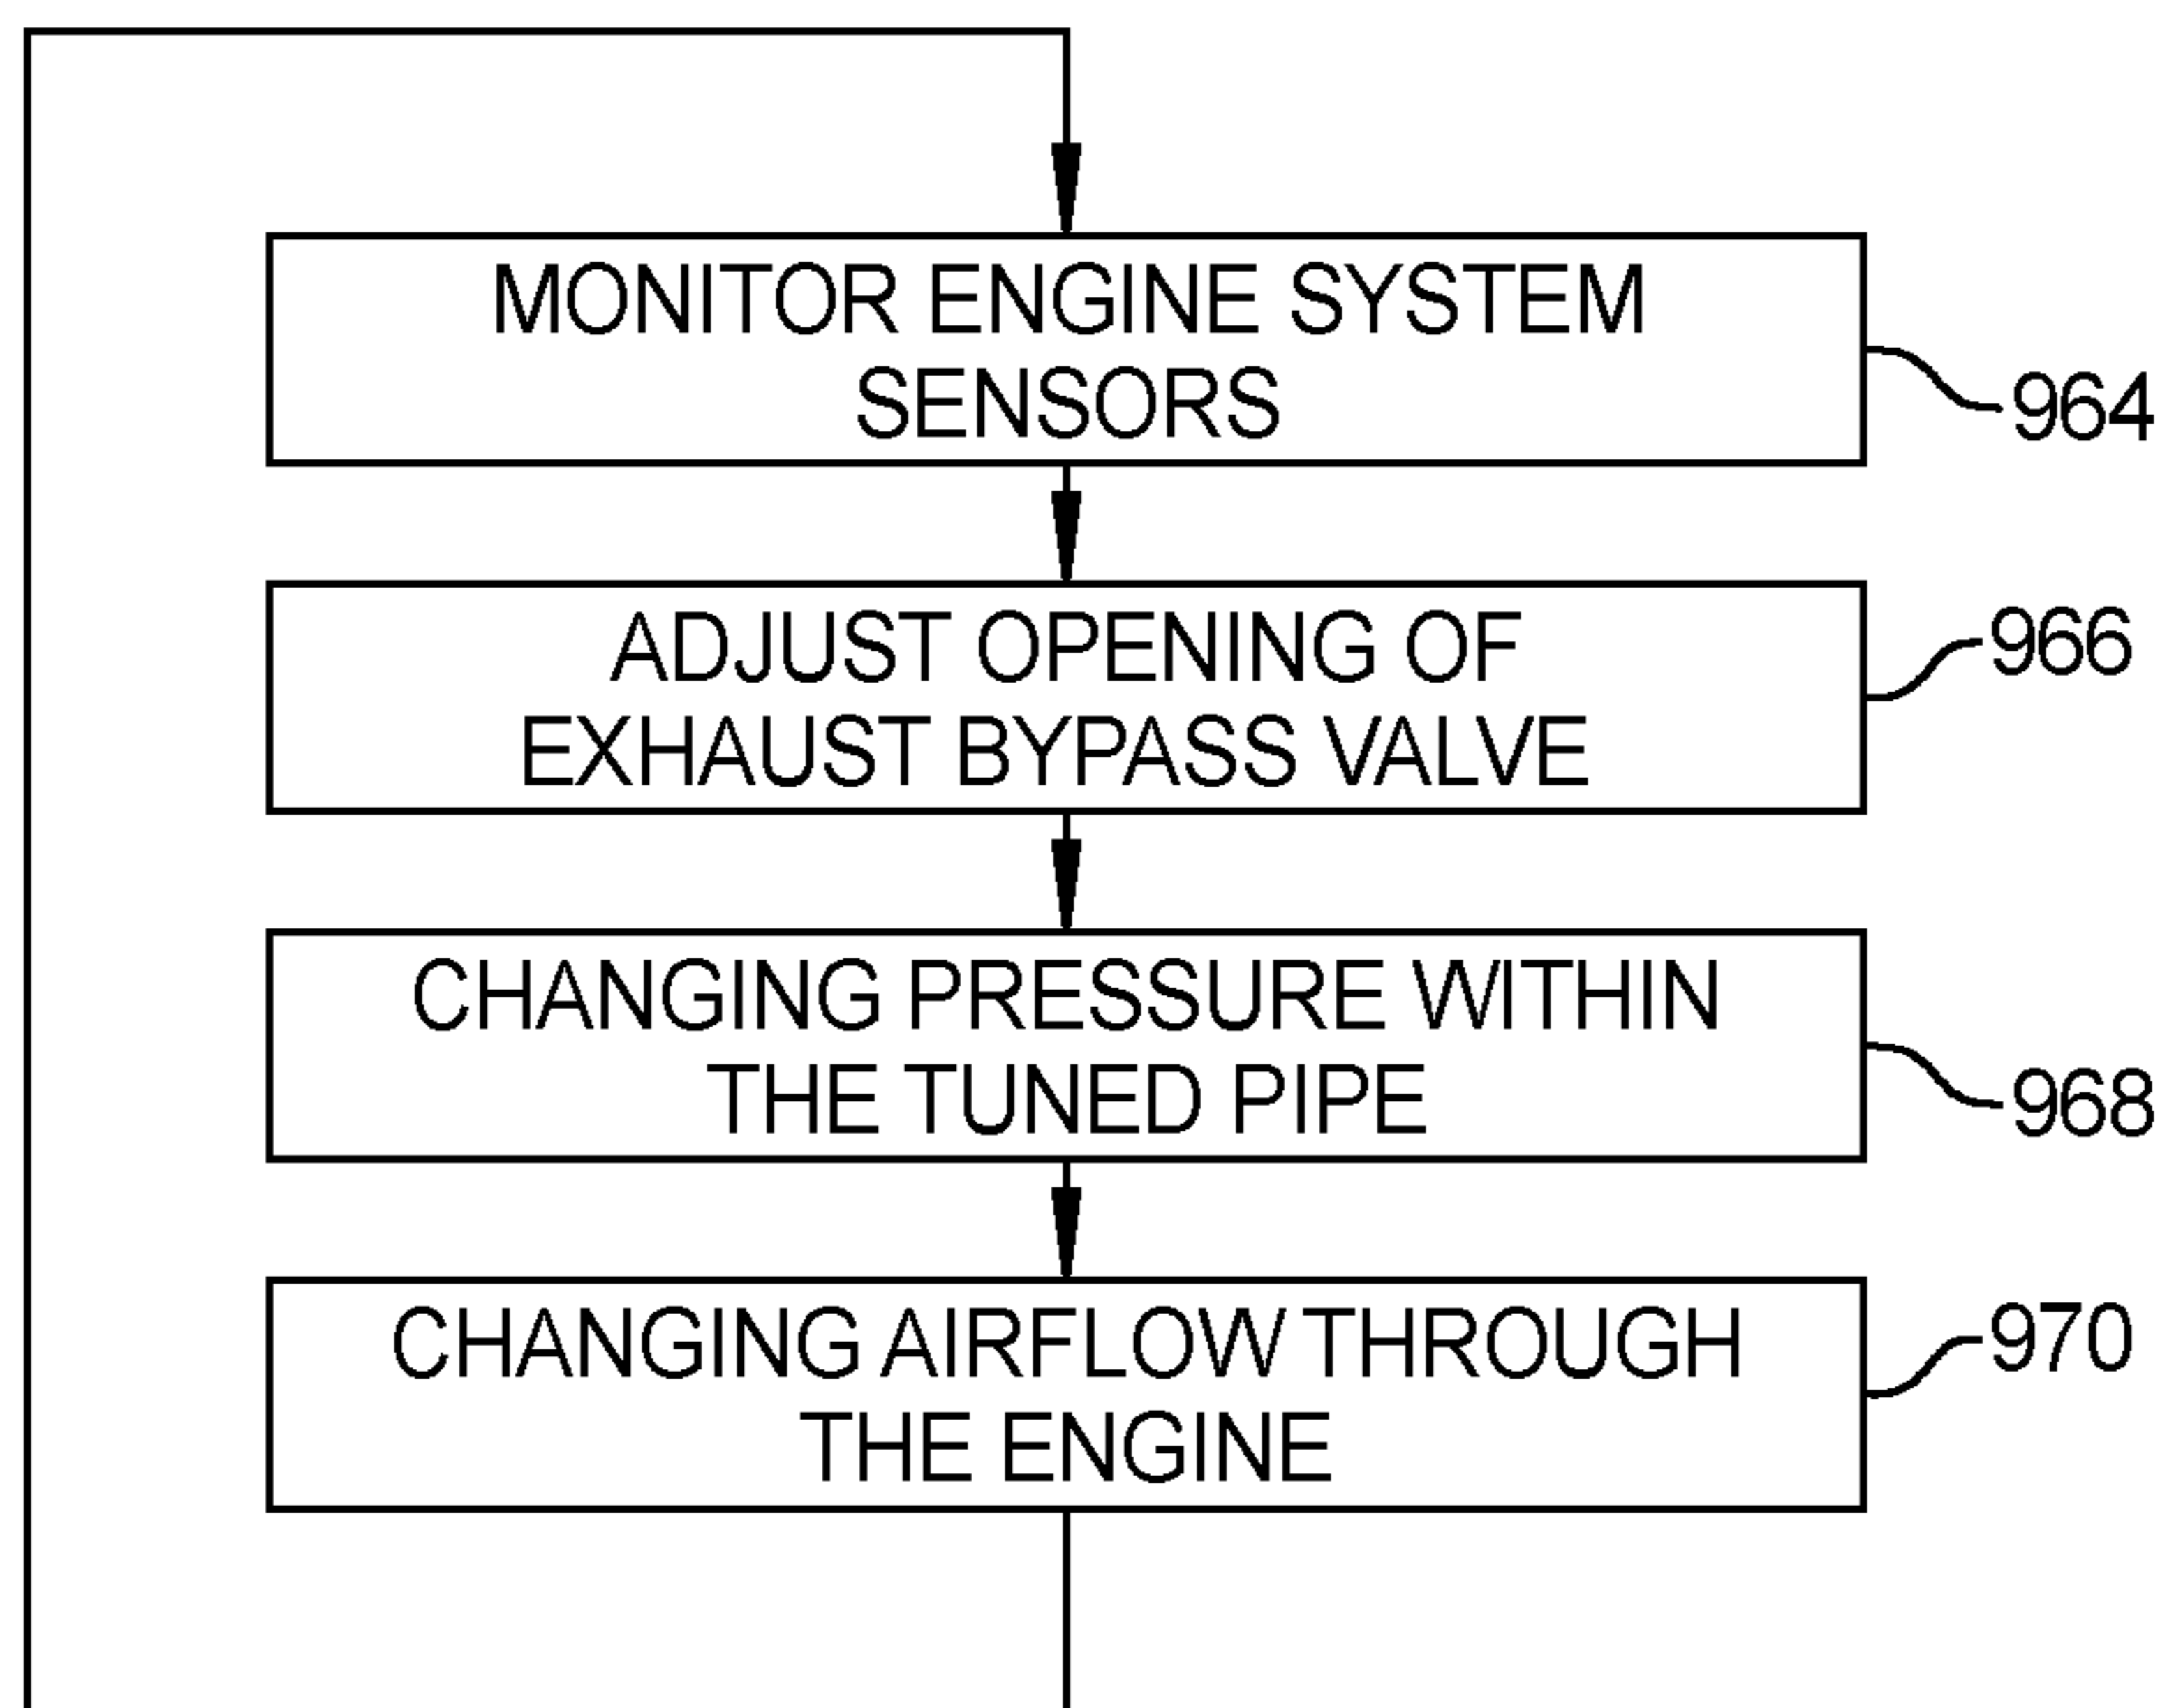 MONITOR ENGINE SYSTEM
SENSORS
964
ADJUST OPENING OF
EXHAUST BYPASS VALVE
966
CHANGING PRESSURE WITHIN
THE TUNED PIPE
968
CHANGING AIRFLOW THROUGH
THE ENGINE
970